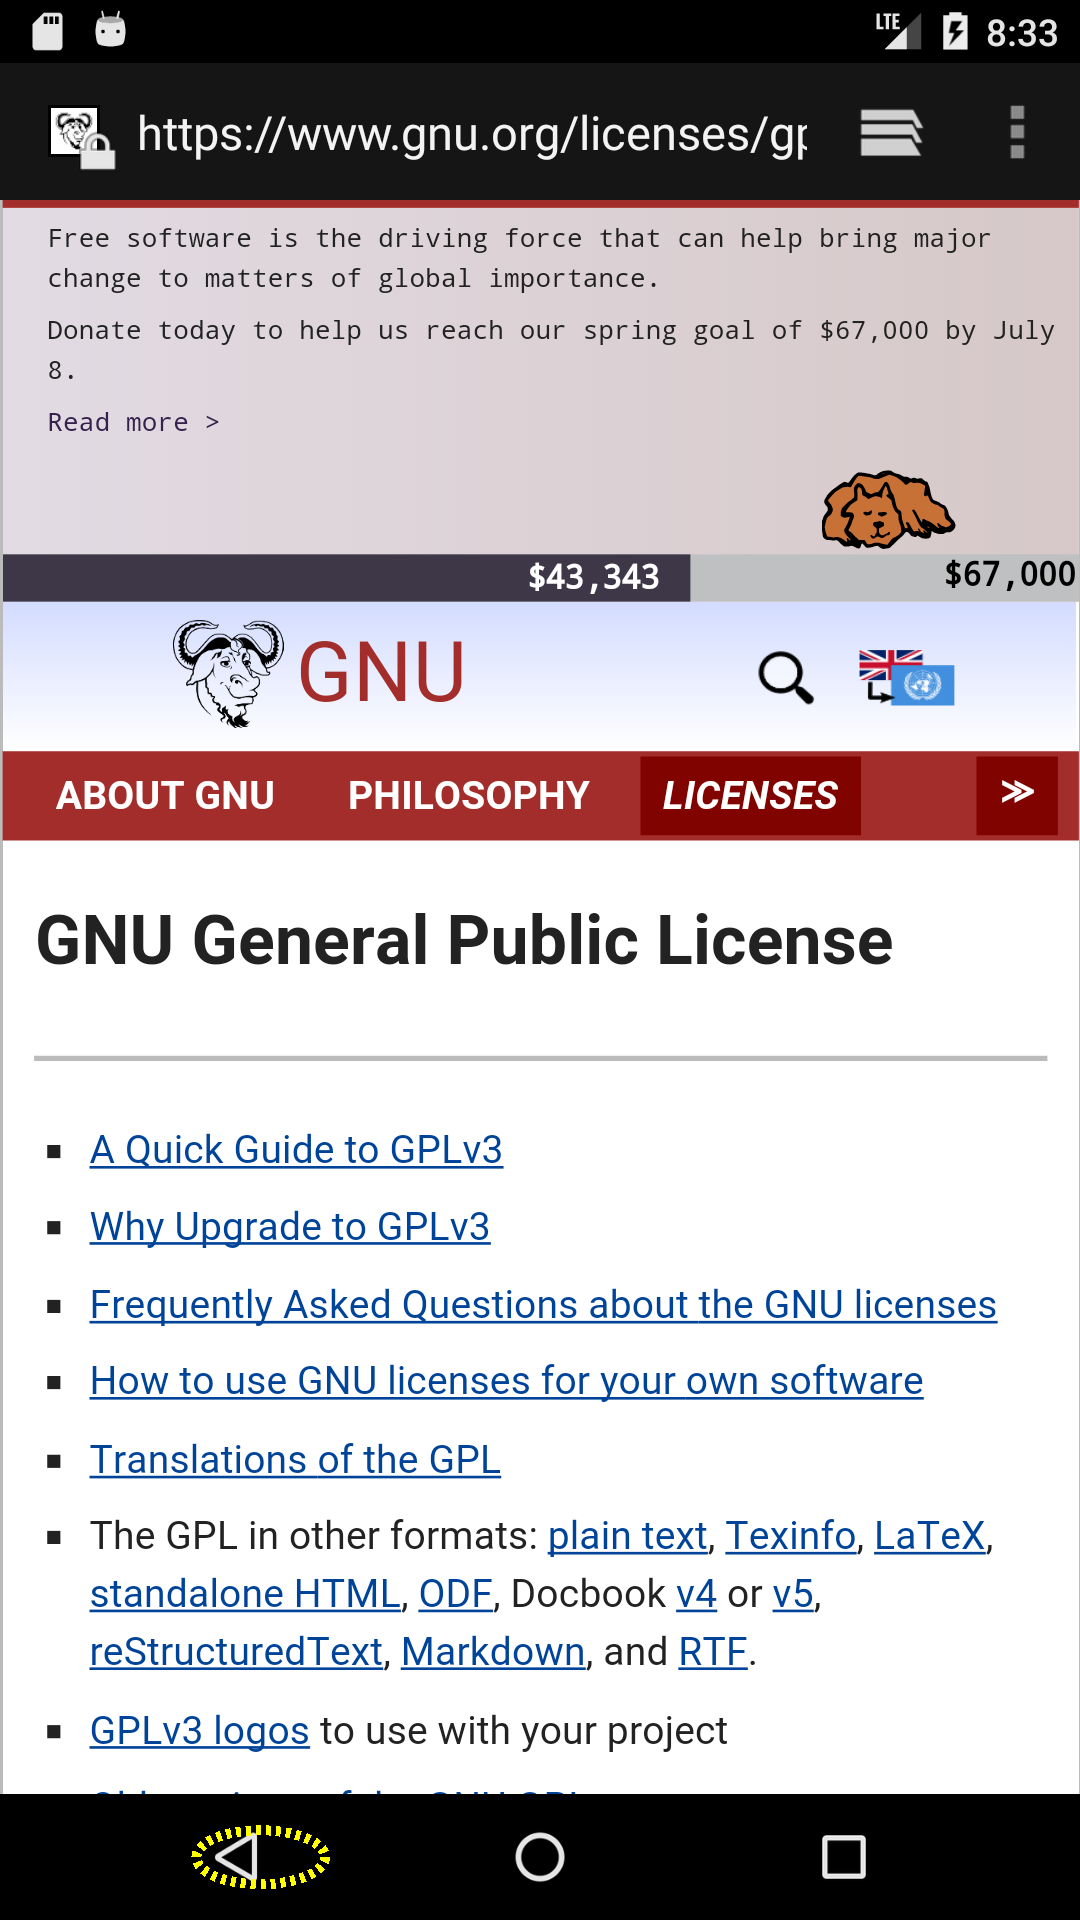 LTE 8:33
https://www.gnu.org/licenses/gp
Free software is the driving force that can help bring major
change to matters of global importance.
Donate today to help us reach our spring goal of $67,000 by July
8.
Read more >
$43,343 $67,000
GNU
ABOUT GNU PHILOSOPHY LICENSES ≫
GNU General Public License
▪ A Quick Guide to GPLv3
▪ Why Upgrade to GPLv3
▪ Frequently Asked Questions about the GNU licenses
▪ How to use GNU licenses for your own software
▪ Translations of the GPL
▪ The GPL in other formats: plain text, Texinfo, LaTeX,
standalone HTML, ODF, Docbook v4 or v5,
reStructuredText, Markdown, and RTF.
▪ GPLv3 logos to use with your project